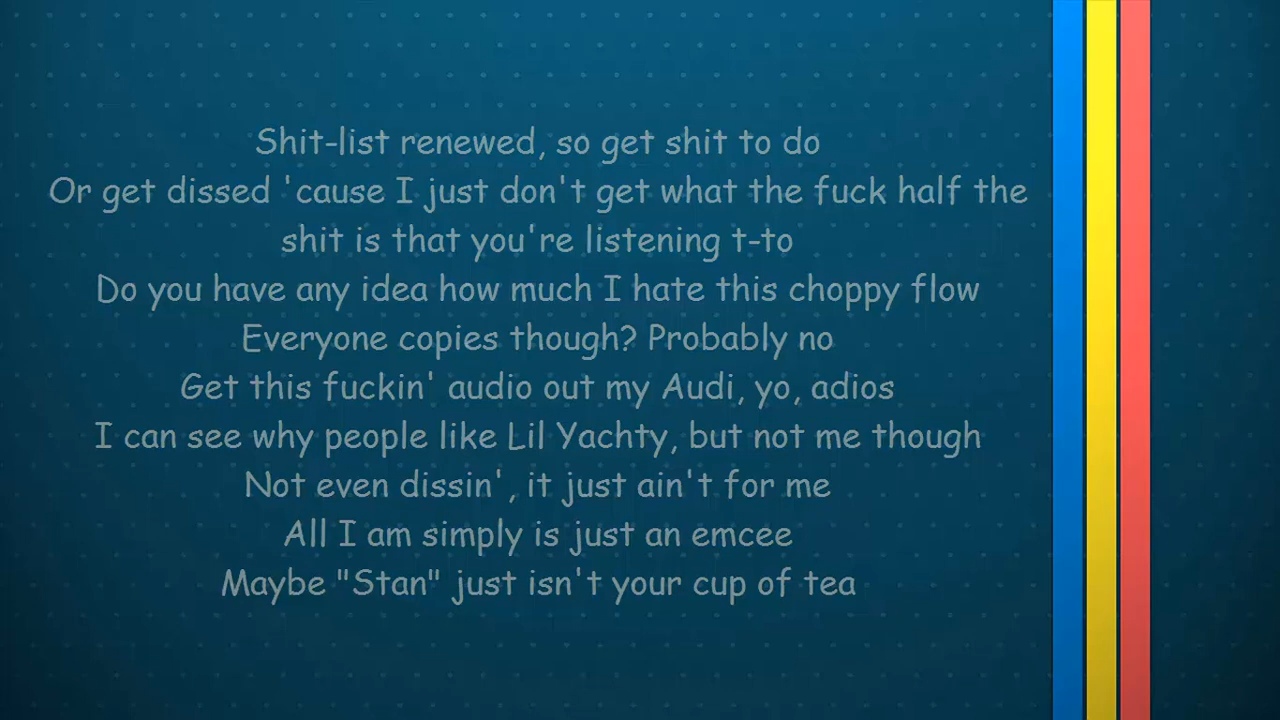 Shit-list renewed, so get shit to do
Or get dissed 'cause I just don't get what the fuck half the
shit is that you're listening t-to
Do you have any idea how much I hate this choppy flow
Everyone copies though? Probably no
Get this fuckin' audio out my Audi, yo, adios
I can see why people like Lil Yachty, but not me though
Not even dissin', it just ain't for me
All I am simply is just an emcee
Maybe "Stan" just isn't your cup of tea